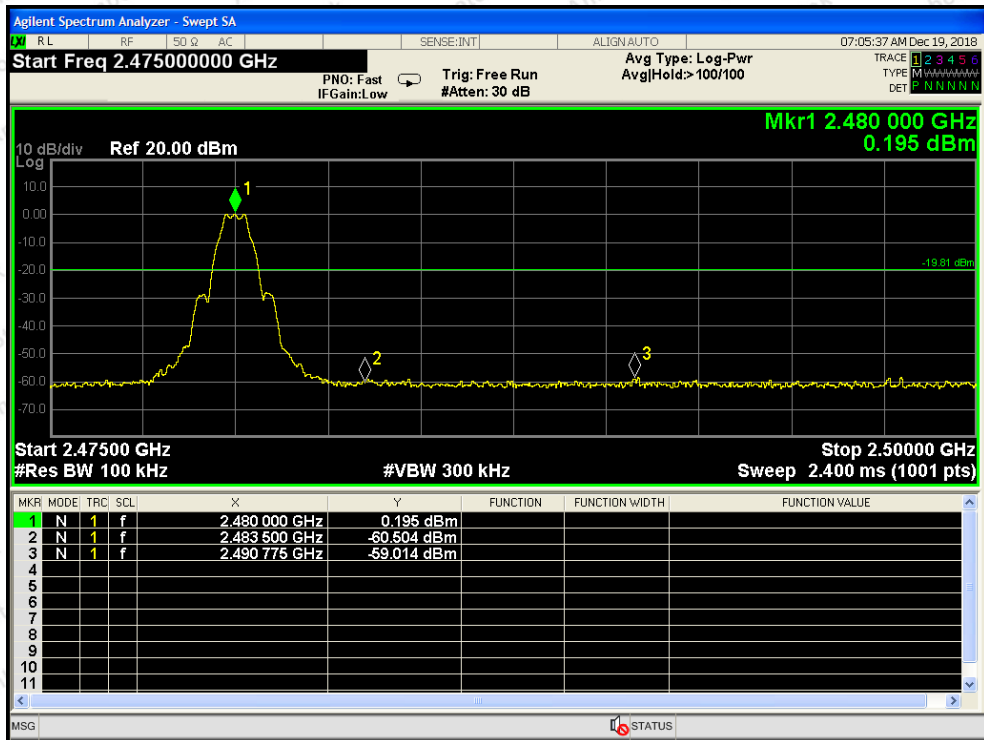 Agilent Spectrum Analyzer - Swept SA
LXI RL RF 50 Ω AC SENSE:INT ALIGN AUTO 07:05:37 AM Dec 19, 2018
Start Freq 2.475000000 GHz
PNO: Fast
IFGain:Low
Trig: Free Run
#Atten: 30 dB
Avg Type: Log-Pwr
Avg|Hold:>100/100
TRACE 1 2 3 4 5 6
TYPE M
DET P N N N N N
Mkr1 2.480 000 GHz
0.195 dBm
10 dB/div Ref 20.00 dBm
Log
10.0
0.00
-10.0
-20.0
-30.0
-40.0
-50.0
-60.0
-70.0
1
2
3
-19.81 dBm
Start 2.47500 GHz Stop 2.50000 GHz
#Res BW 100 kHz #VBW 300 kHz Sweep 2.400 ms (1001 pts)
MKR MODE TRC SCL X Y FUNCTION FUNCTION WIDTH FUNCTION VALUE
1 N 1 f 2.480 000 GHz 0.195 dBm
2 N 1 f 2.483 500 GHz -60.504 dBm
3 N 1 f 2.490 775 GHz -59.014 dBm
4
5
6
7
8
9
10
11
MSG STATUS